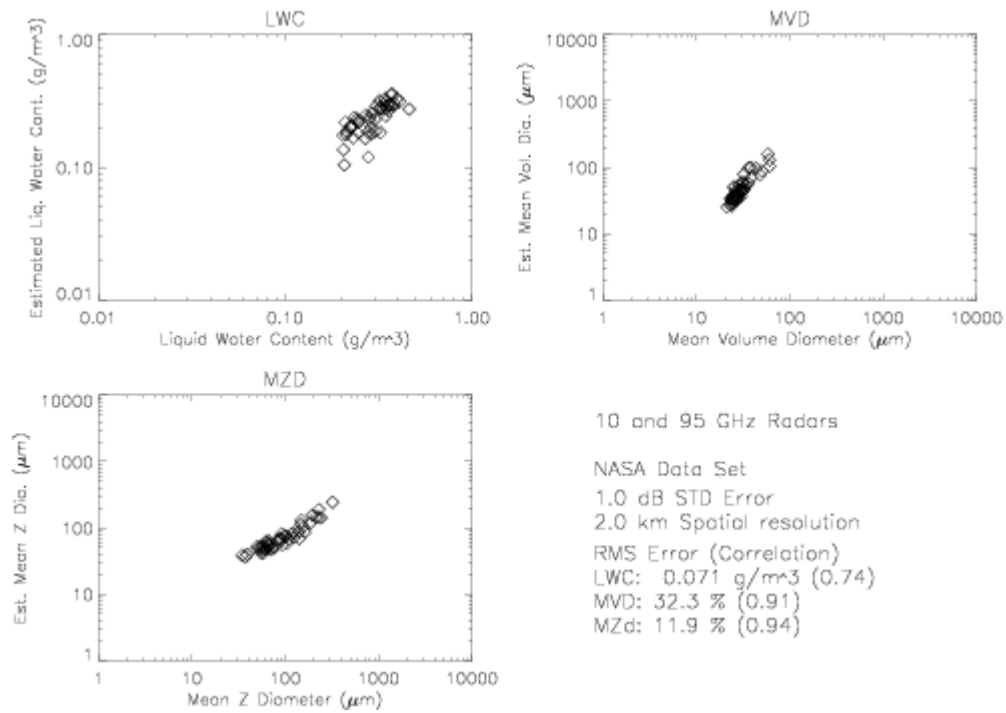 LWC
Estimated Liq. Water Cont. (g/m^3)
1.00
0.10
0.01
0.01
0.10
1.00
Liquid Water Content (g/m^3)
MVD
Est. Mean Vol. Dia. (μm)
10000
1000
100
10
1
1
10
100
1000
10000
Mean Volume Diameter (μm)
MZD
Est. Mean Z Dia. (μm)
10000
1000
100
10
1
1
10
100
1000
10000
Mean Z Diameter (μm)
10 and 95 GHz Radars
NASA Data Set
1.0 dB STD Error
2.0 km Spatial resolution
RMS Error (Correlation)
LWC: 0.071 g/m^3 (0.74)
MVD: 32.3 % (0.91)
MZd: 11.9 % (0.94)